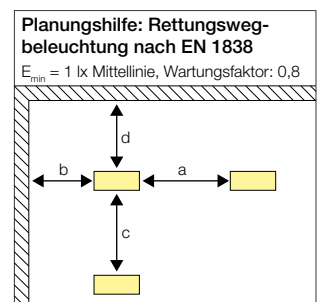 Planungshilfe: Rettungsweg-
beleuchtung nach EN 1838
Emin = 1 lx Mittellinie, Wartungsfaktor: 0,8
d
b
a
c